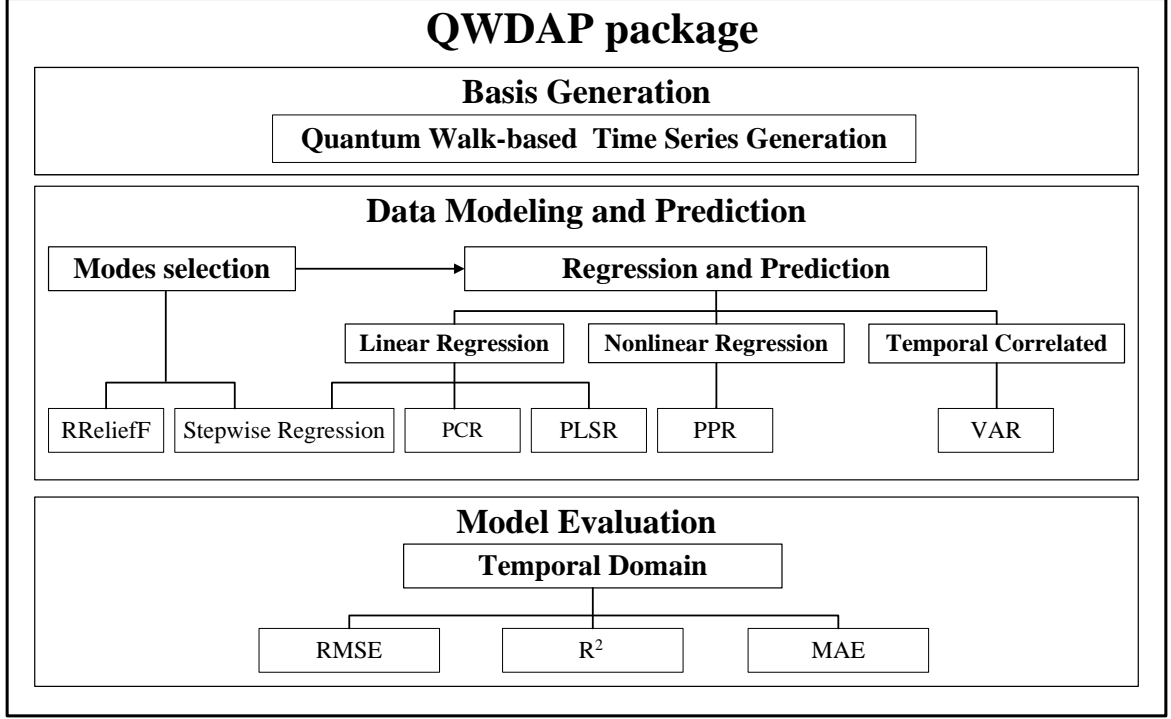 QWDAP package
Basis Generation
Quantum Walk-based Time Series Generation
Data Modeling and Prediction
Modes selection
Regression and Prediction
Linear Regression
Nonlinear Regression
Temporal Correlated
RReliefF
Stepwise Regression
PCR
PLSR
PPR
VAR
Model Evaluation
Temporal Domain
RMSE
R²
MAE